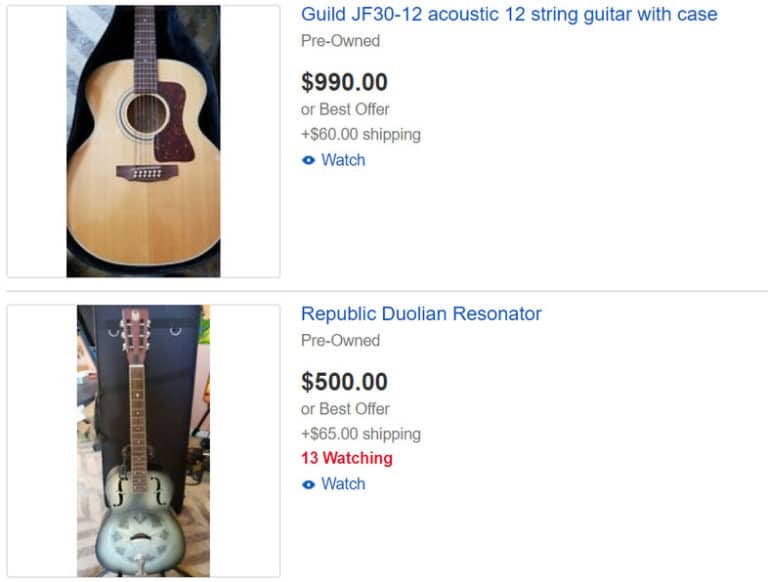 Guild JF30-12 acoustic 12 string guitar with case
Pre-Owned
$990.00
or Best Offer
+$60.00 shipping
Watch
Republic Duolian Resonator
Pre-Owned
$500.00
or Best Offer
+$65.00 shipping
13 Watching
Watch